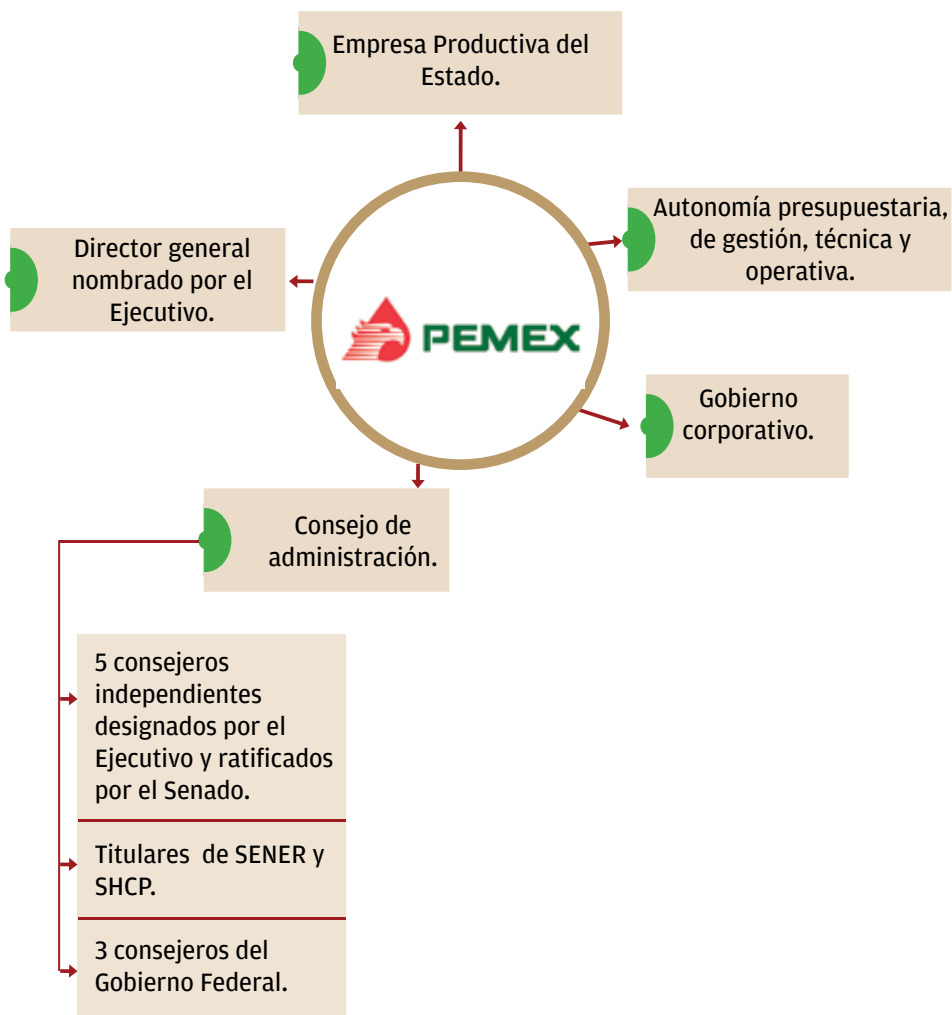 Empresa Productiva del
Estado.
Autonomía presupuestaria,
de gestión, técnica y
operativa.
Director general
nombrado por el
Ejecutivo.
PEMEX
Gobierno
corporativo.
Consejo de
administración.
5 consejeros
independientes
designados por el
Ejecutivo y ratificados
por el Senado.
Titulares de SENER y
SHCP.
3 consejeros del
Gobierno Federal.